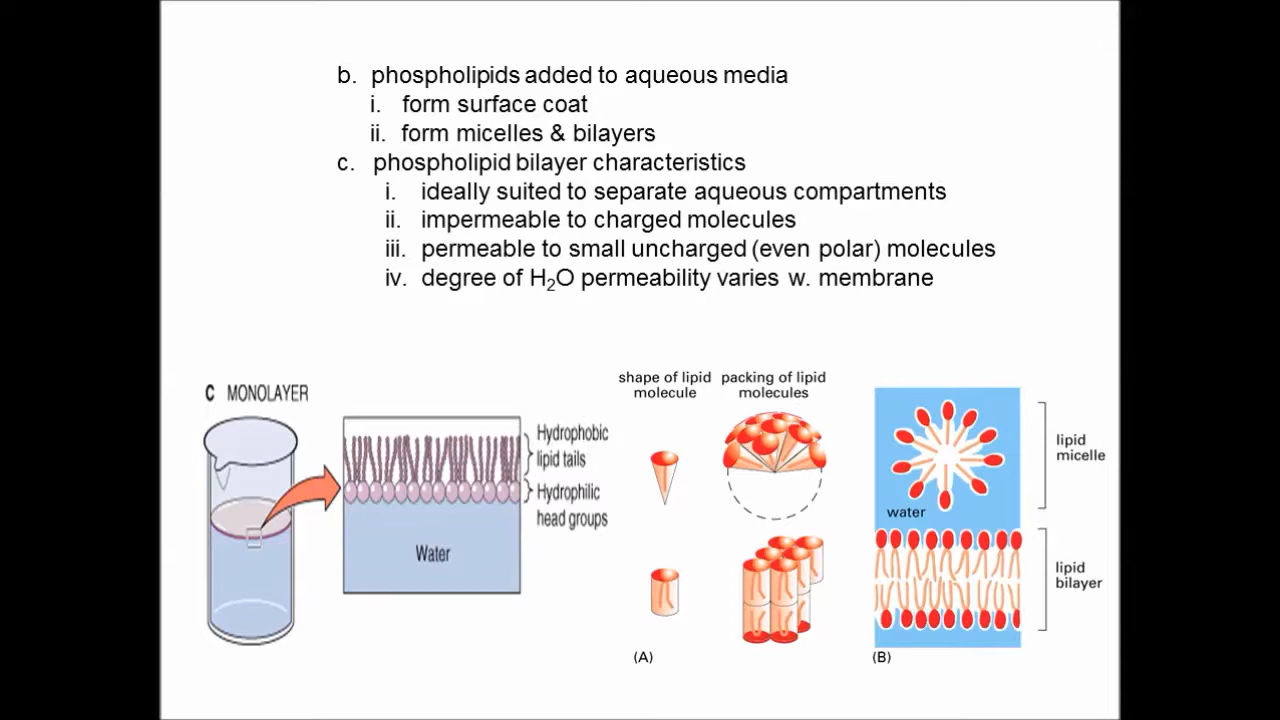 b. phospholipids added to aqueous media
i. form surface coat
ii. form micelles & bilayers
c. phospholipid bilayer characteristics
i. ideally suited to separate aqueous compartments
ii. impermeable to charged molecules
iii. permeable to small uncharged (even polar) molecules
iv. degree of H₂O permeability varies w. membrane
C MONOLAYER
Hydrophobic
lipid tails
Hydrophilic
head groups
Water
shape of lipid
molecule
packing of lipid
molecules
(A)
lipid
micelle
water
lipid
bilayer
(B)